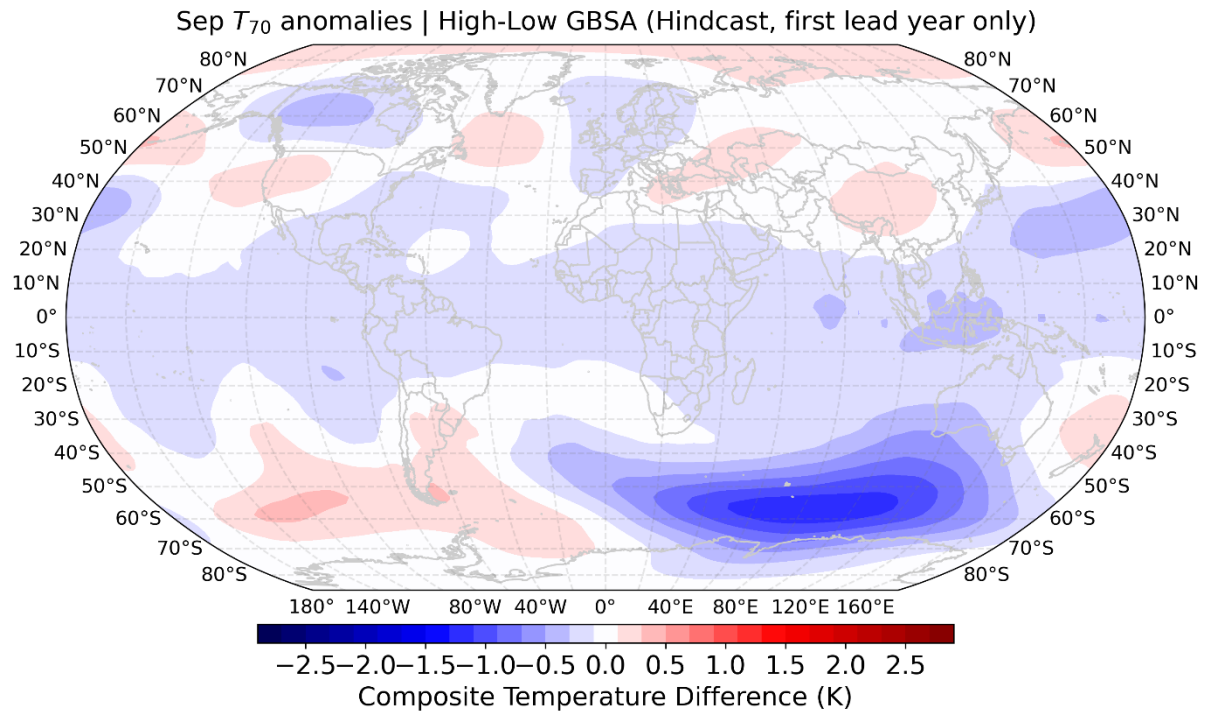 Sep T70 anomalies | High-Low GBSA (Hindcast, first lead year only)
80°N 80°N
70°N 70°N
60°N 60°N
50°N 50°N
40°N 40°N
30°N 30°N
20°N 20°N
10°N 10°N
0° 0°
10°S 10°S
20°S 20°S
30°S 30°S
40°S 40°S
50°S 50°S
60°S 60°S
70°S 70°S
80°S 80°S
180° 140°W 80°W 40°W 0° 40°E 80°E 120°E 160°E
−2.5 −2.0 −1.5 −1.0 −0.5 0.0 0.5 1.0 1.5 2.0 2.5
Composite Temperature Difference (K)